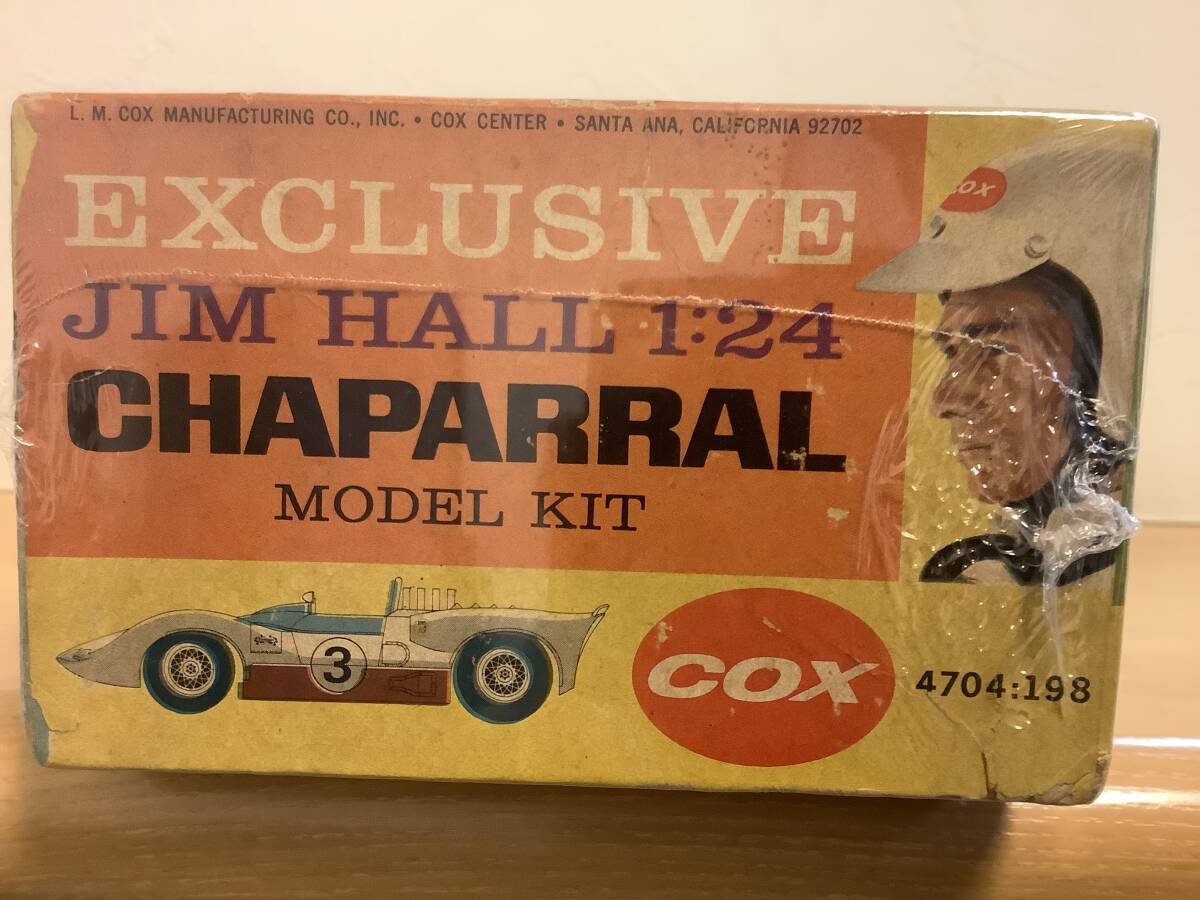 L. M. COX MANUFACTURING CO., INC. • COX CENTER • SANTA ANA, CALIFORNIA 92702
EXCLUSIVE
COX
JIM HALL 1:24
CHAPARRAL
MODEL KIT
3
CHAPARRAL
COX
4704:198